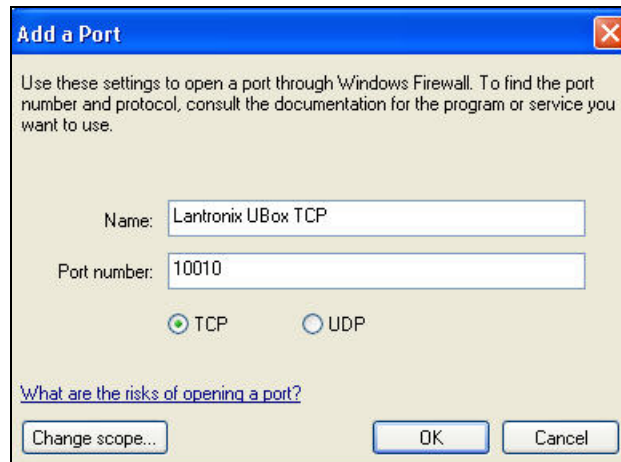 Add a Port
Use these settings to open a port through Windows Firewall. To find the port
number and protocol, consult the documentation for the program or service you
want to use.
Name: Lantronix UBox TCP
Port number: 10010
TCP UDP
What are the risks of opening a port?
Change scope... OK Cancel